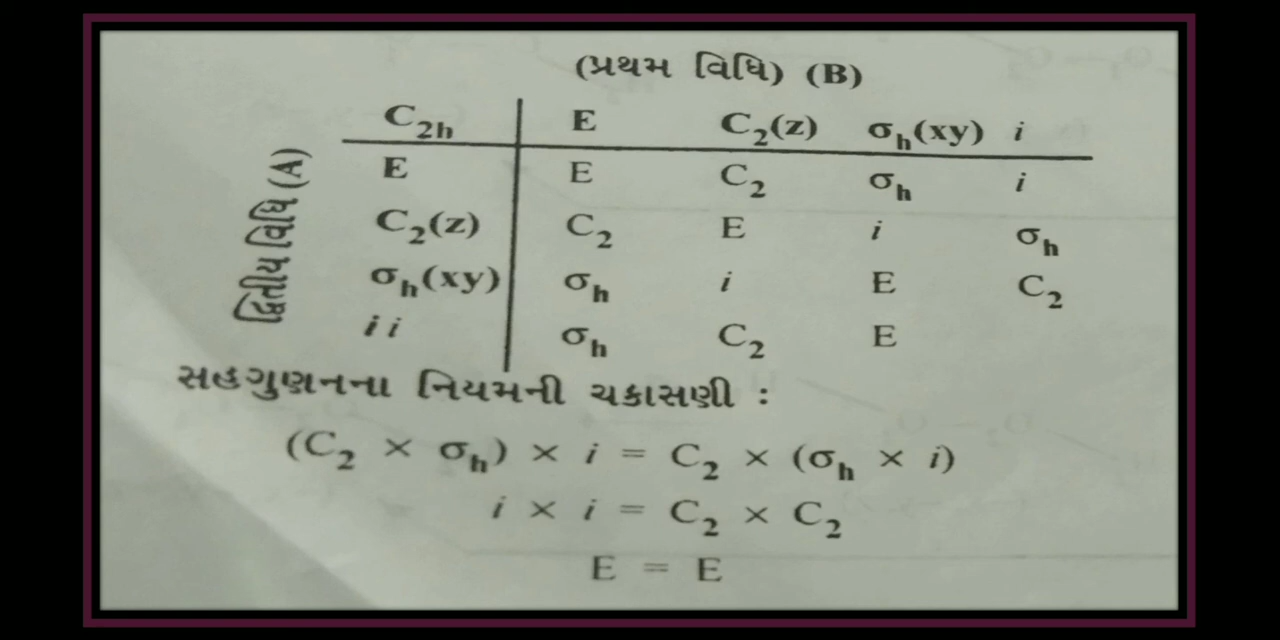 (પ્રથમ વિધિ) (B)
C₂ₕ E C₂(z) σₕ(xy) i
E E C₂ σₕ i
C₂(z) C₂ E i σₕ
σₕ(xy) σₕ i E C₂
i i σₕ C₂ E
દ્વિતીય વિધિ (A)
સહગુણનના નિયમની ચકાસણી :
(C₂ × σₕ) × i = C₂ × (σₕ × i)
i × i = C₂ × C₂
E = E